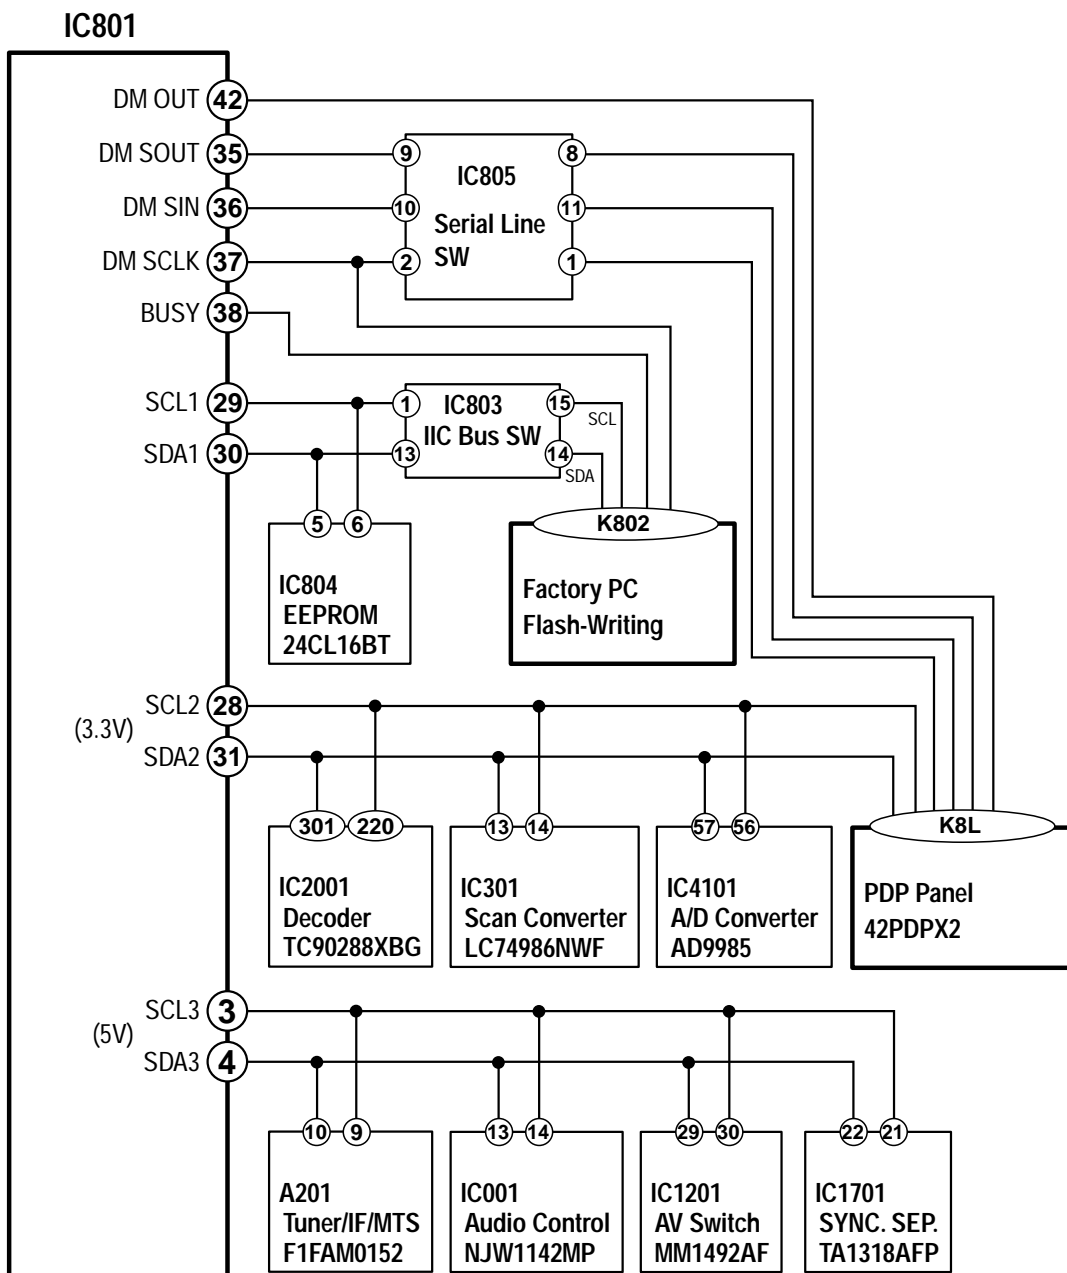 IC801
DM OUT 42
DM SOUT 35 9 8
IC805
DM SIN 36 10 11
Serial Line
DM SCLK 37 2 SW 1
BUSY 38
SCL1 29 1 IC803 15
SCL
IIC Bus SW
SDA1 30 13 14
SDA
5 6
K802
IC804
EEPROM
24CL16BT
Factory PC
Flash-Writing
SCL2 28
(3.3V)
SDA2 31
301 220 13 14 57 56 K8L
IC2001
Decoder
TC90288XBG
IC301
Scan Converter
LC74986NWF
IC4101
A/D Converter
AD9985
PDP Panel
42PDPX2
SCL3 3
(5V)
SDA3 4
10 9 13 14 29 30 22 21
A201
Tuner/IF/MTS
F1FAM0152
IC001
Audio Control
NJW1142MP
IC1201
AV Switch
MM1492AF
IC1701
SYNC. SEP.
TA1318AFP